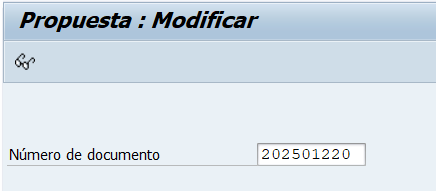 Propuesta : Modificar
Número de documento 202501220